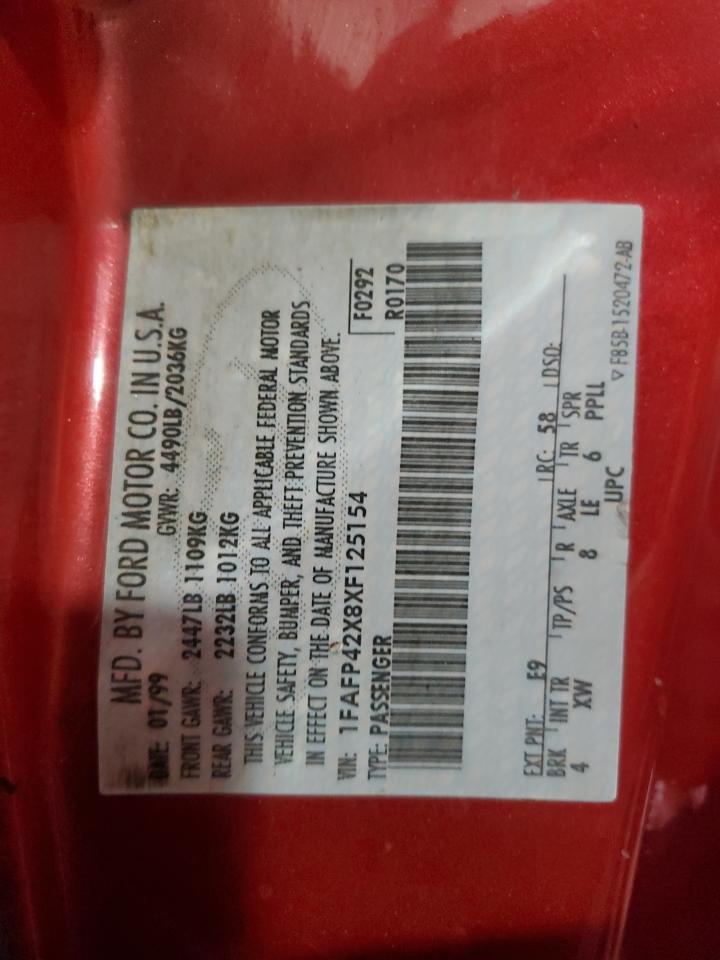 MFD. BY FORD MOTOR CO. IN U.S.A.
DATE: 01/99 GVWR: 4490LB/2036KG
FRONT GAWR: 2447LB 1109KG
REAR GAWR: 2232LB 1012KG
THIS VEHICLE CONFORMS TO ALL APPLICABLE FEDERAL MOTOR
VEHICLE SAFETY, BUMPER, AND THEFT PREVENTION STANDARDS
IN EFFECT ON THE DATE OF MANUFACTURE SHOWN ABOVE.
VIN: 1FAFP42X8XF125154 F0292
TYPE: PASSENGER R0170
EXT PNT: E9 RC: 58 DSO:
BRK INT TR TP/PS R AXLE TR SPR
4 XW 8 LE 6 PPLL
UPC
▽ F85B-1520472-AB